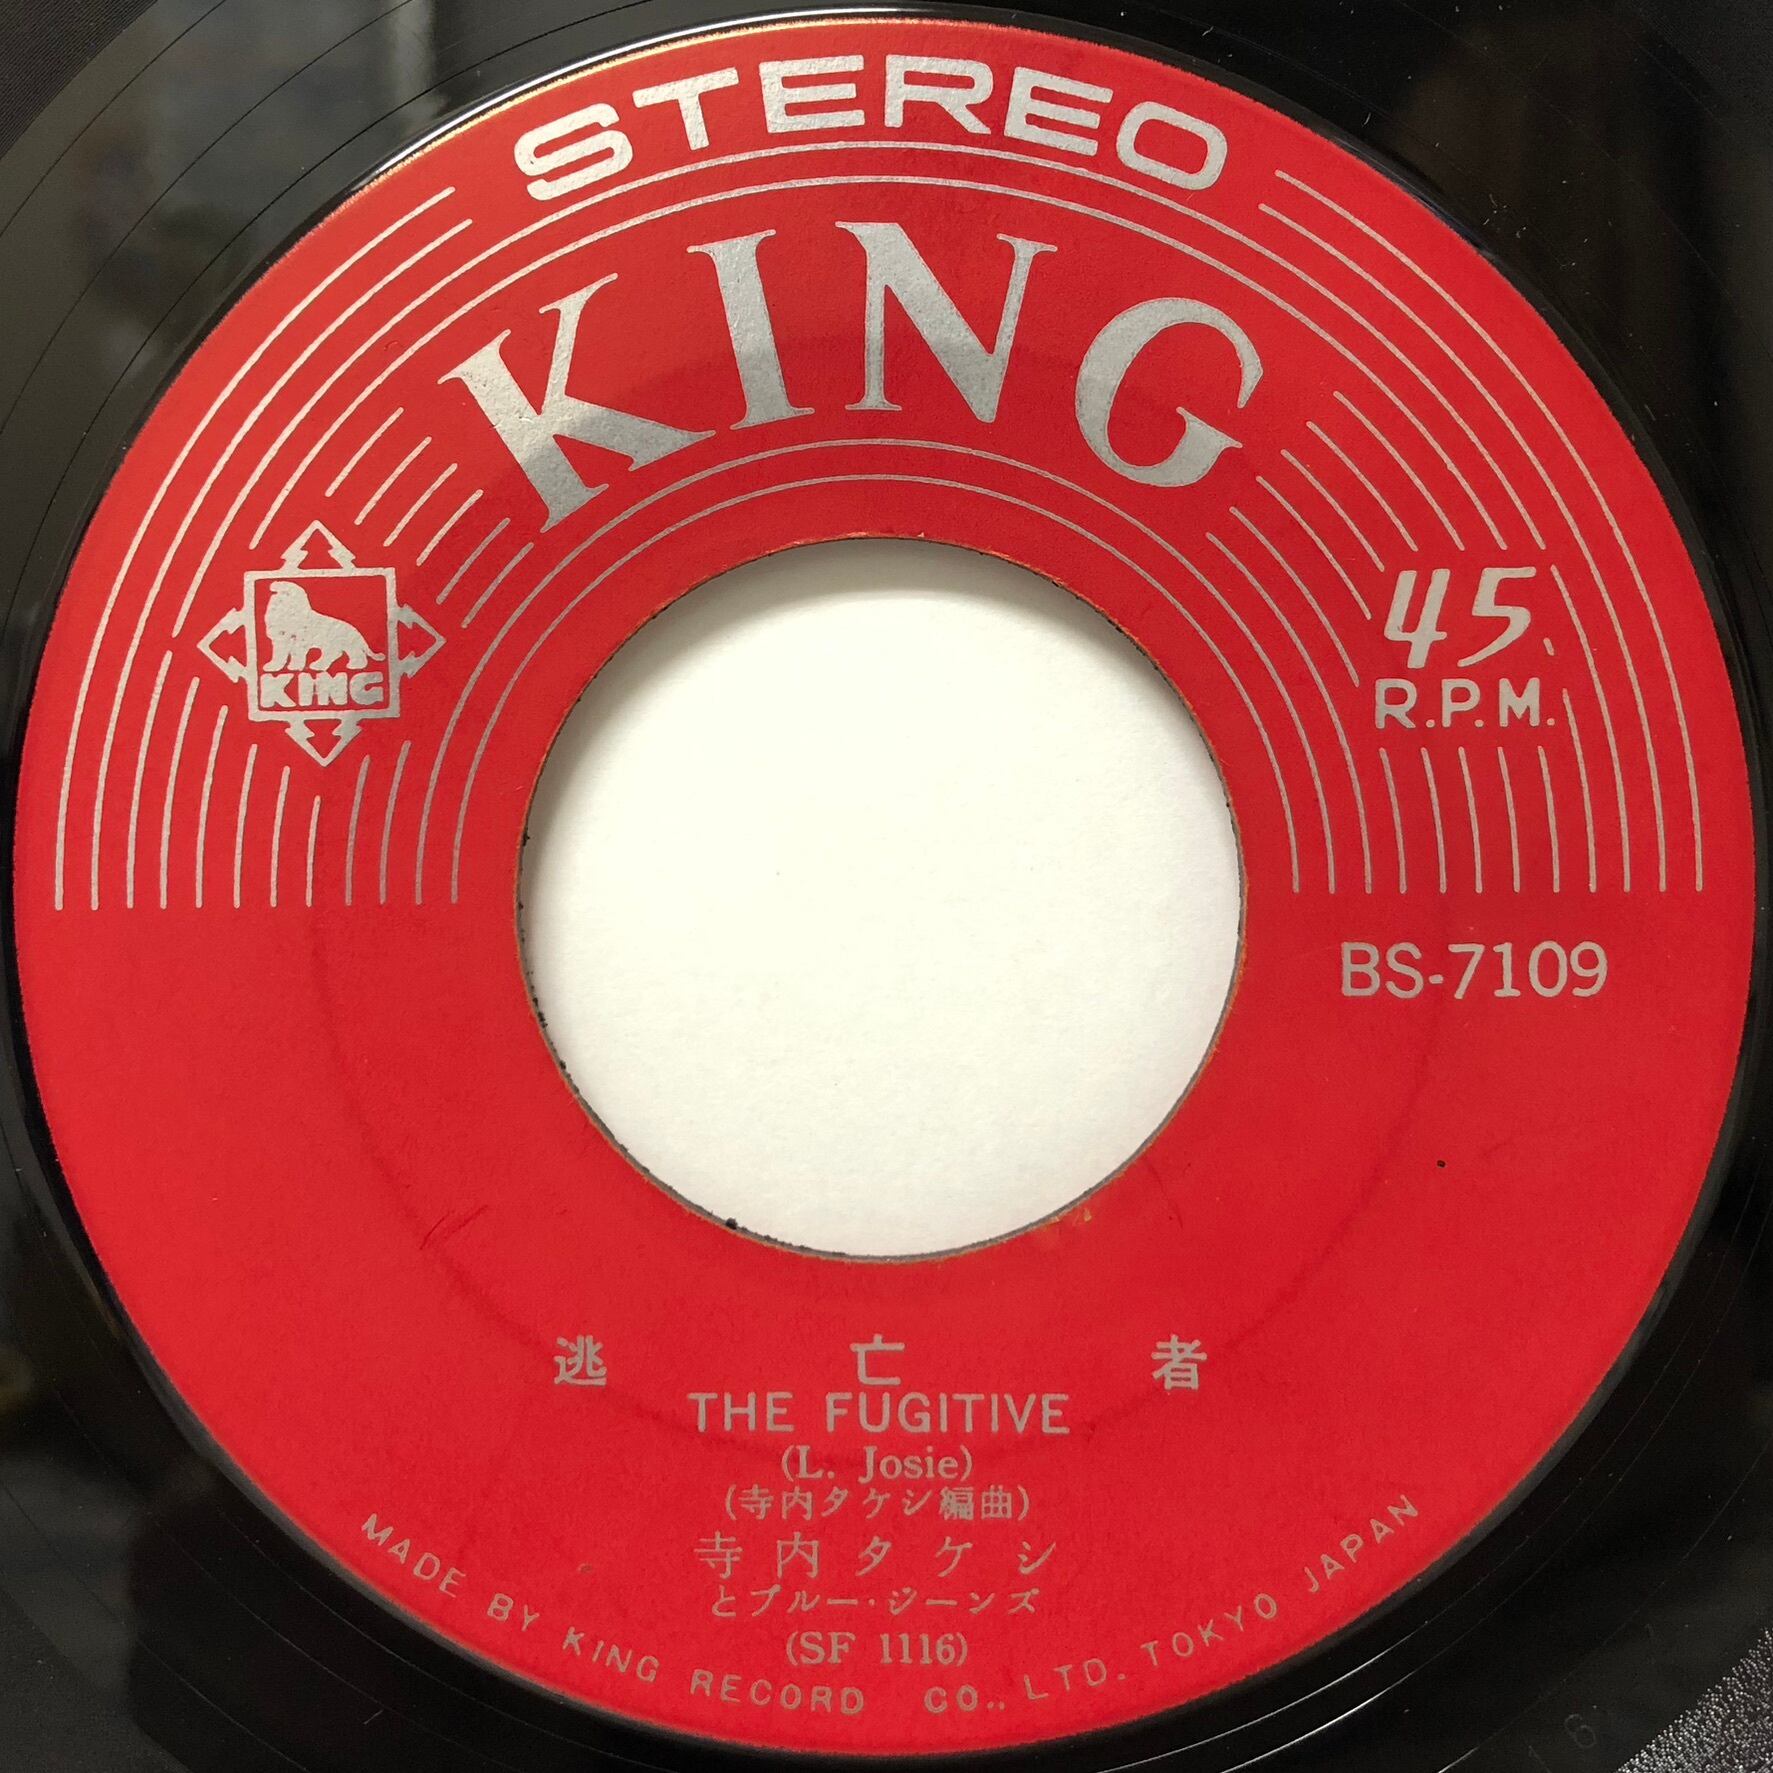 STEREO
KING
KING
45
R.P.M.
BS-7109
逃亡者
THE FUGITIVE
(L. Josie)
(寺内タケシ編曲)
寺内タケシ
とブルー・ジーンズ
(SF 1116)
MADE BY KING RECORD CO., LTD. TOKYO JAPAN